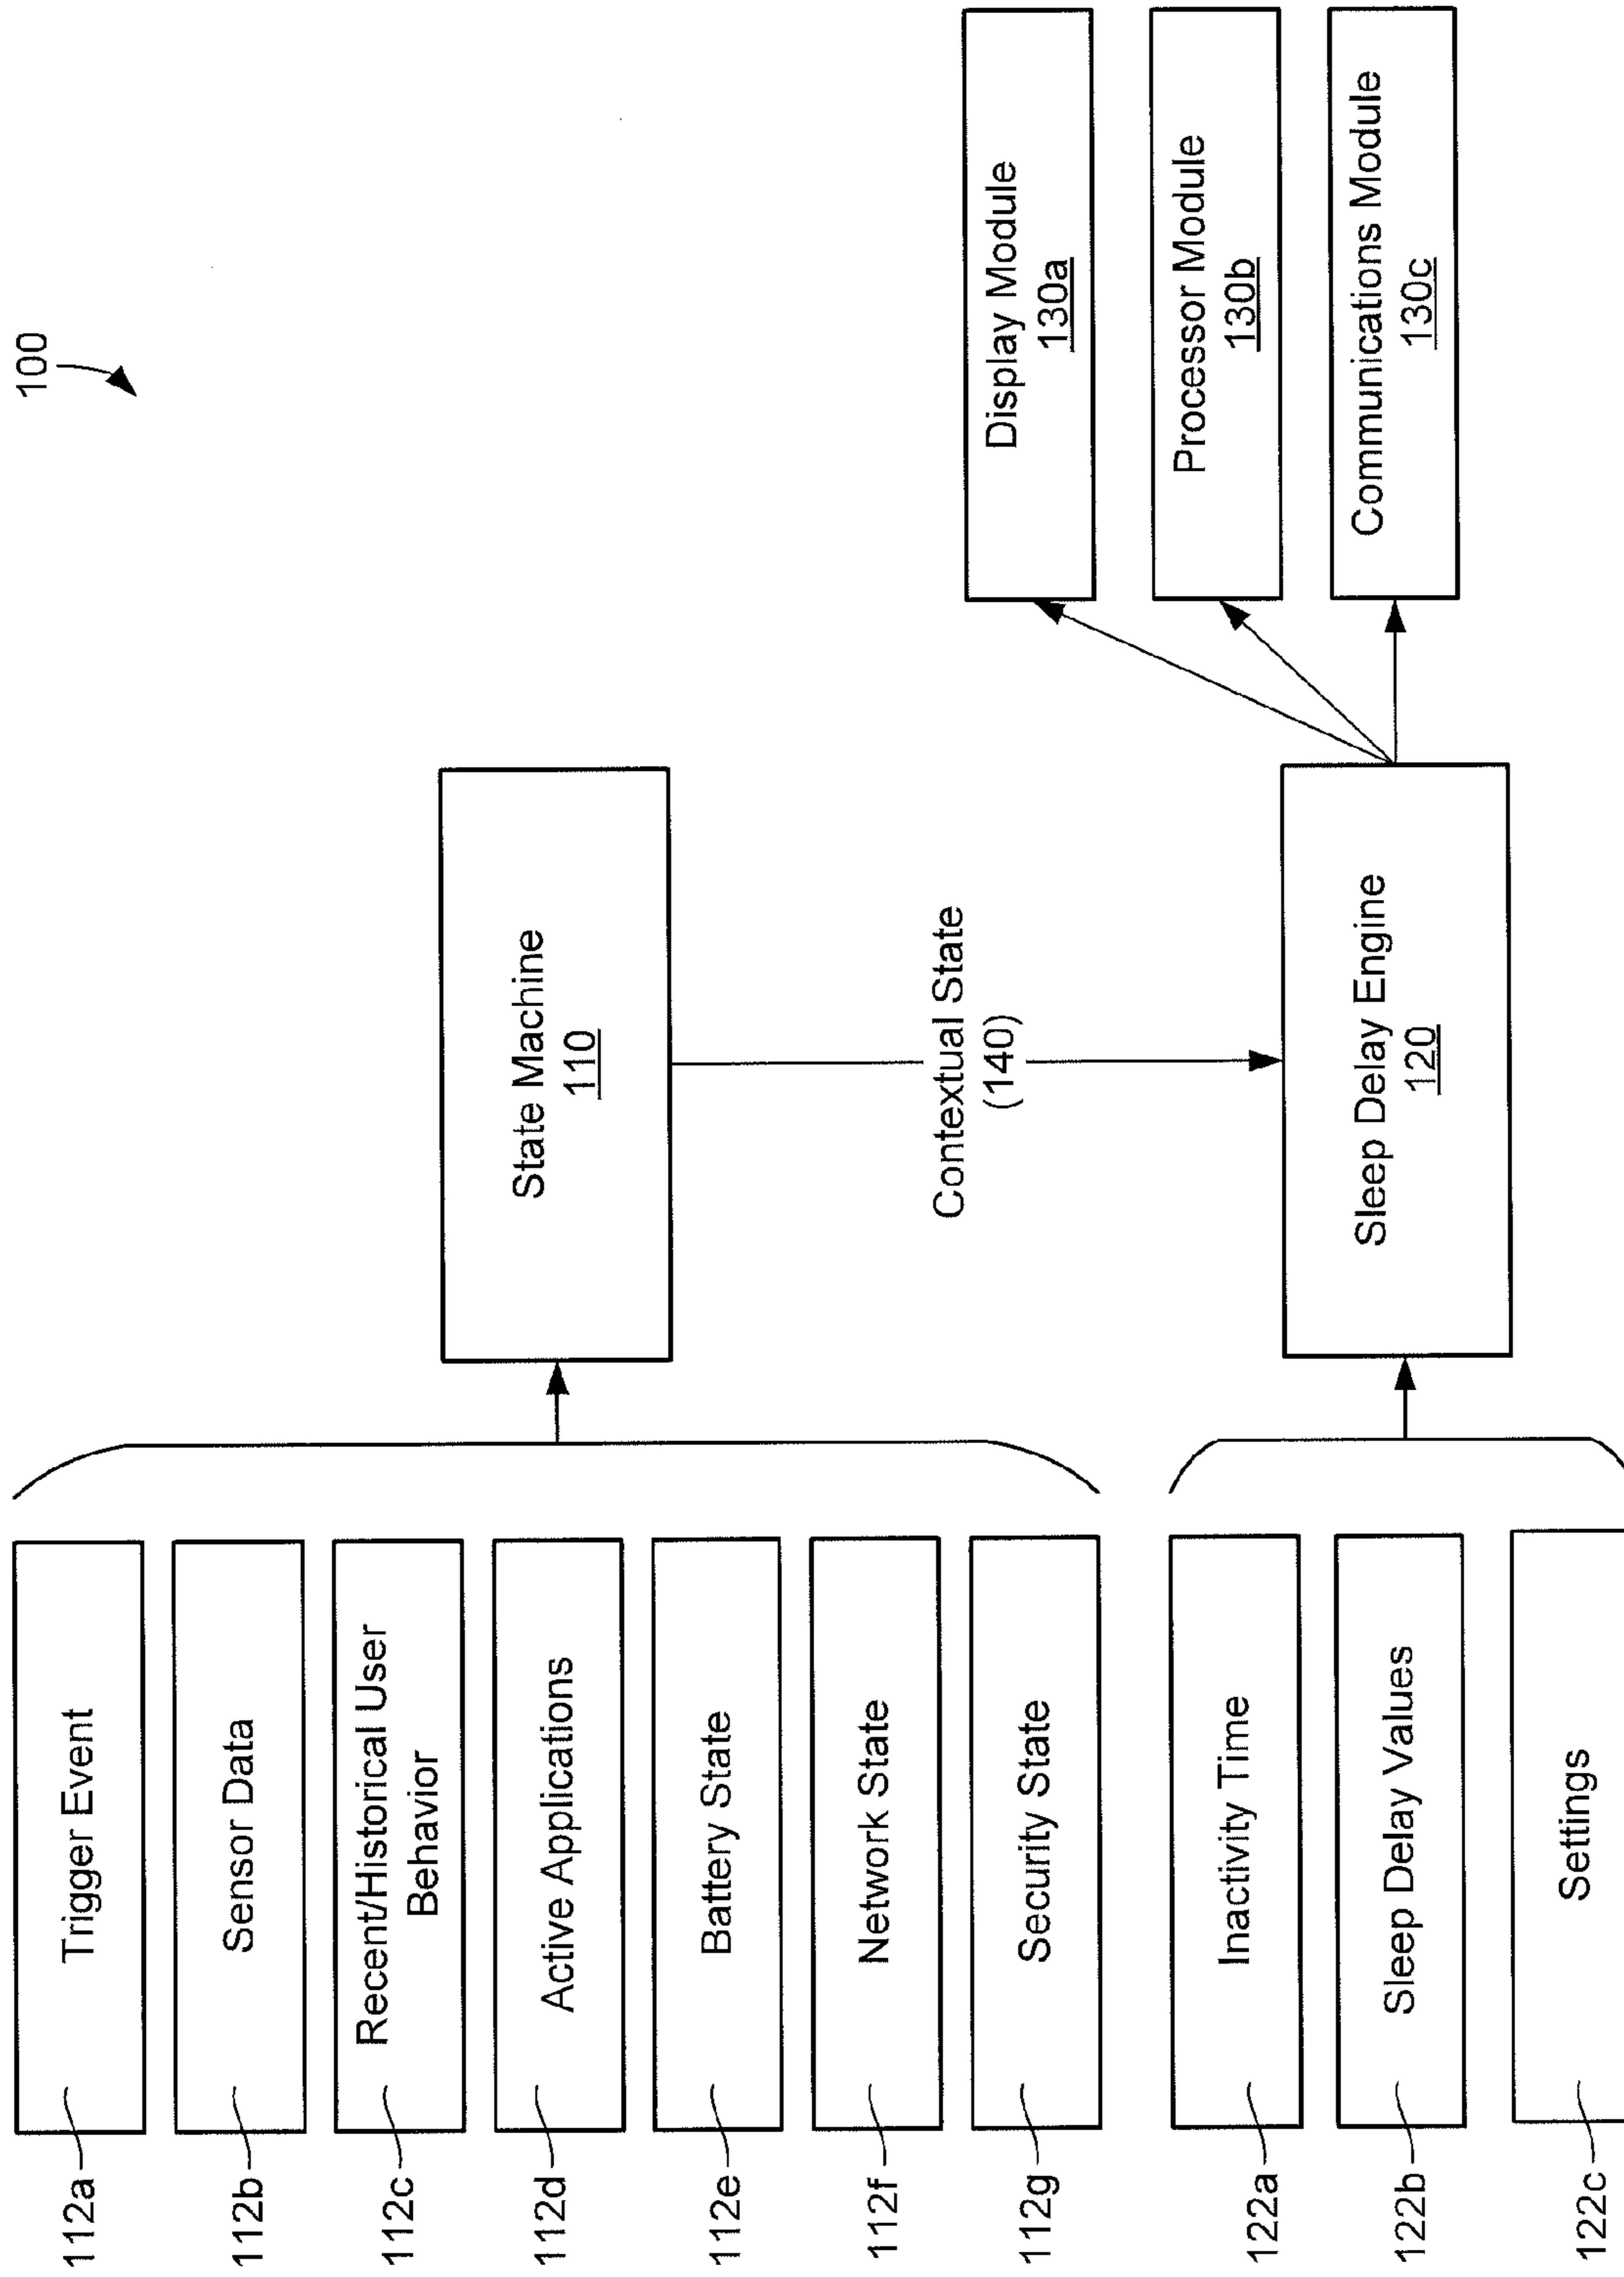 100
112a
Trigger Event
112b
Sensor Data
112c
Recent/Historical User
Behavior
112d
Active Applications
112e
Battery State
112f
Network State
112g
Security State
122a
Inactivity Time
122b
Sleep Delay Values
122c
Settings
State Machine
110
Contextual State
(140)
Sleep Delay Engine
120
Display Module
130a
Processor Module
130b
Communications Module
130c